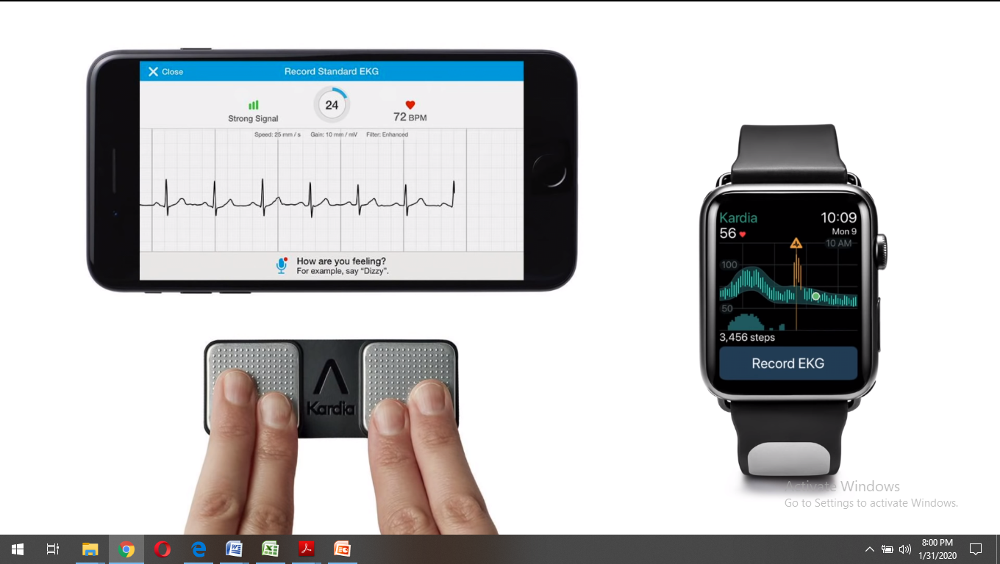 Close
Record Standard EKG
Strong Signal
24
72 BPM
Speed: 25 mm / s Gain: 10 mm / mV Filter: Enhanced
How are you feeling?
For example, say “Dizzy”.
Kardia
Kardia 10:09
56 Mon 9
10 AM
100
50
3,456 steps
Record EKG
Activate Windows
Go to Settings to activate Windows.
8:00 PM
1/31/2020